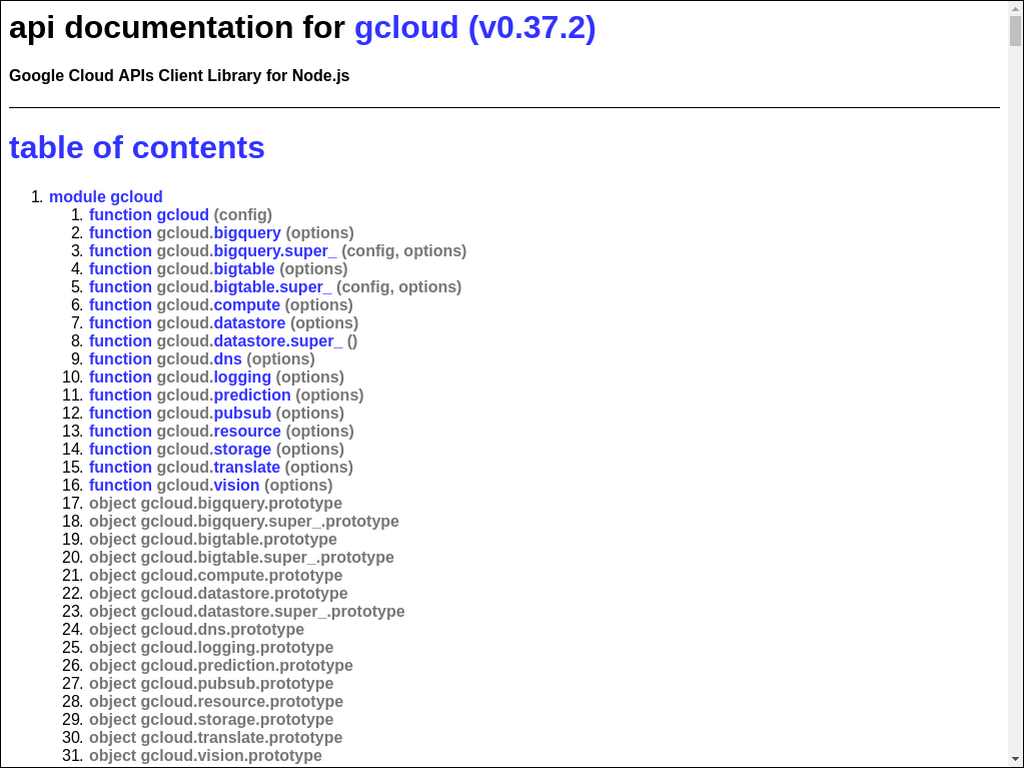 api documentation for gcloud (v0.37.2)
Google Cloud APIs Client Library for Node.js
table of contents
1. module gcloud
1. function gcloud (config)
2. function gcloud.bigquery (options)
3. function gcloud.bigquery.super_ (config, options)
4. function gcloud.bigtable (options)
5. function gcloud.bigtable.super_ (config, options)
6. function gcloud.compute (options)
7. function gcloud.datastore (options)
8. function gcloud.datastore.super_ ()
9. function gcloud.dns (options)
10. function gcloud.logging (options)
11. function gcloud.prediction (options)
12. function gcloud.pubsub (options)
13. function gcloud.resource (options)
14. function gcloud.storage (options)
15. function gcloud.translate (options)
16. function gcloud.vision (options)
17. object gcloud.bigquery.prototype
18. object gcloud.bigquery.super_.prototype
19. object gcloud.bigtable.prototype
20. object gcloud.bigtable.super_.prototype
21. object gcloud.compute.prototype
22. object gcloud.datastore.prototype
23. object gcloud.datastore.super_.prototype
24. object gcloud.dns.prototype
25. object gcloud.logging.prototype
26. object gcloud.prediction.prototype
27. object gcloud.pubsub.prototype
28. object gcloud.resource.prototype
29. object gcloud.storage.prototype
30. object gcloud.translate.prototype
31. object gcloud.vision.prototype